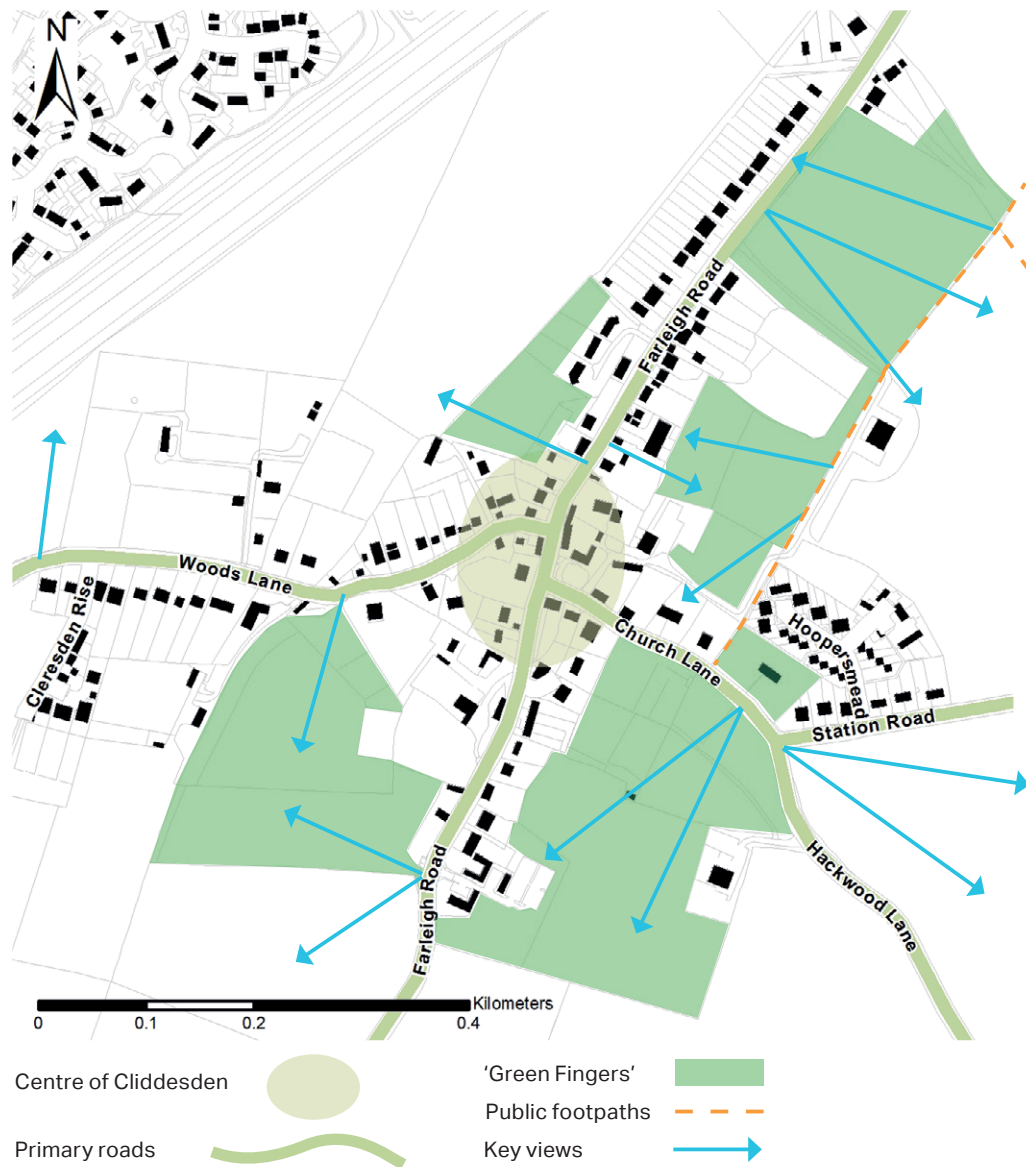 N
Farleigh Road
Woods Lane
Cleresden Rise
Church Lane
Hoopersmead
Station Road
Hackwood Lane
Farleigh Road
Kilometers
0 0.1 0.2 0.4
Centre of Cliddesden
'Green Fingers'
Public footpaths
Primary roads
Key views